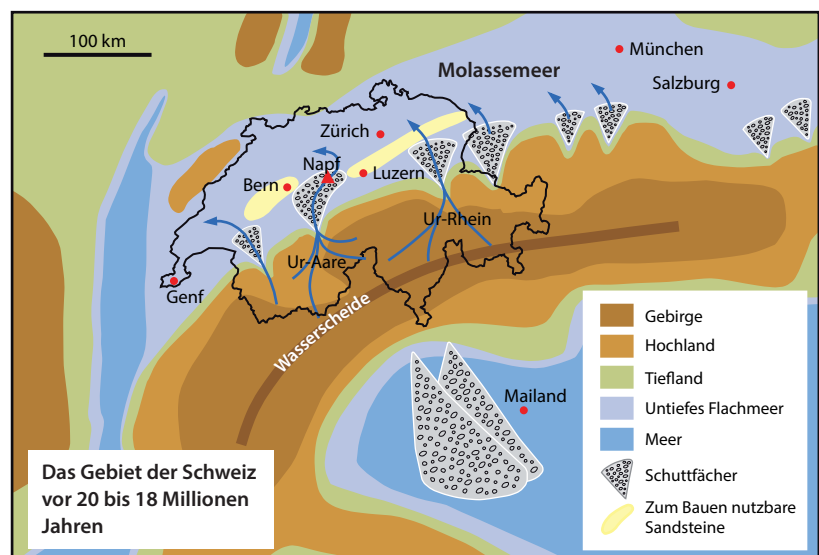 100 km
München
Molassemeer
Salzburg
Zürich
Napf
Luzern
Bern
Ur-Rhein
Ur-Aare
Genf
Wasserscheide
Mailand
Gebirge
Hochland
Tiefland
Untiefes Flachmeer
Meer
Schuttfächer
Zum Bauen nutzbare
Sandsteine
Das Gebiet der Schweiz
vor 20 bis 18 Millionen
Jahren